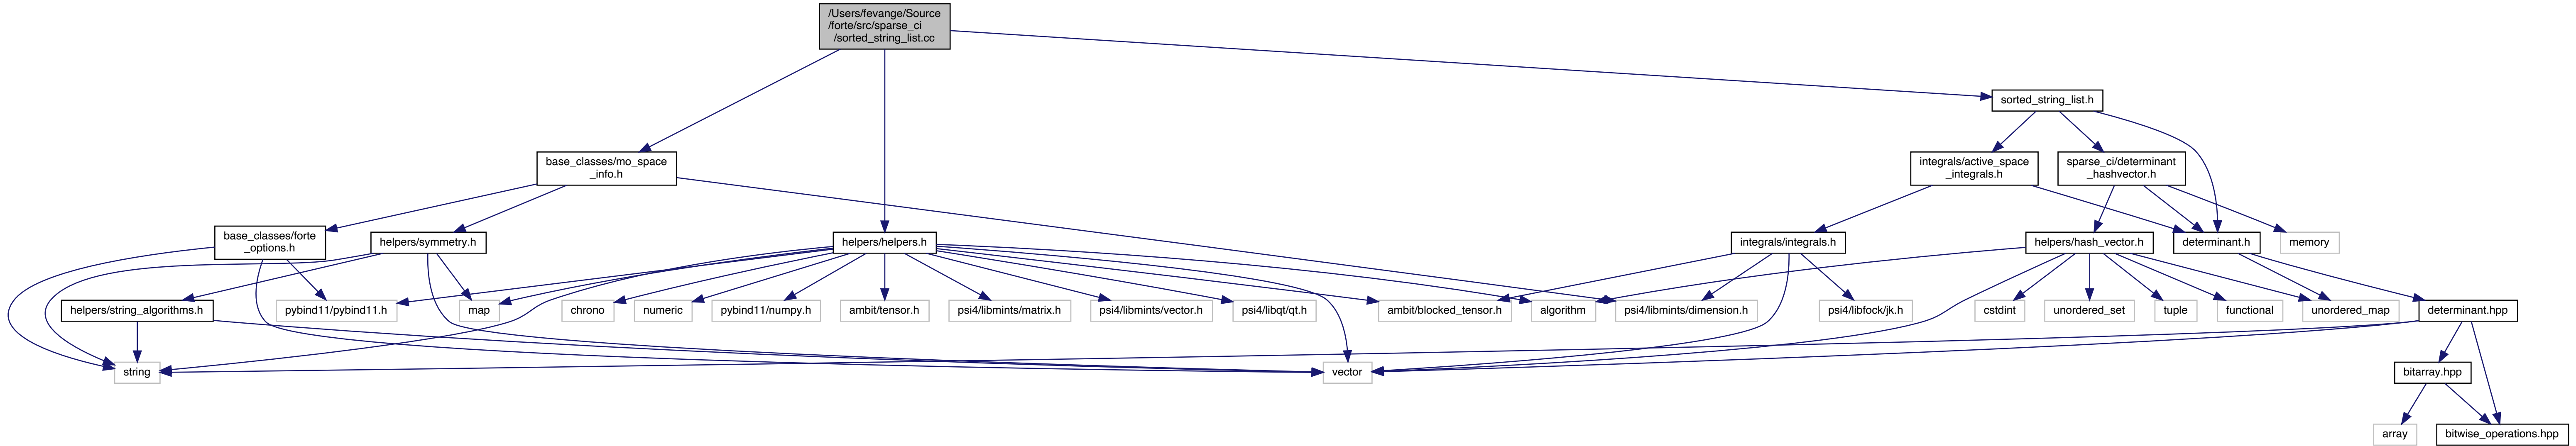 /Users/fevange/Source
/forte/src/sparse_ci
/sorted_string_list.cc
sorted_string_list.h
base_classes/mo_space
_info.h
integrals/active_space
_integrals.h
sparse_ci/determinant
_hashvector.h
base_classes/forte
_options.h
helpers/symmetry.h
helpers/helpers.h
integrals/integrals.h
helpers/hash_vector.h
determinant.h
memory
helpers/string_algorithms.h
pybind11/pybind11.h
map
chrono
numeric
pybind11/numpy.h
ambit/tensor.h
psi4/libmints/matrix.h
psi4/libmints/vector.h
psi4/libqt/qt.h
ambit/blocked_tensor.h
algorithm
psi4/libmints/dimension.h
psi4/libfock/jk.h
cstdint
unordered_set
tuple
functional
unordered_map
determinant.hpp
string
vector
bitarray.hpp
array
bitwise_operations.hpp